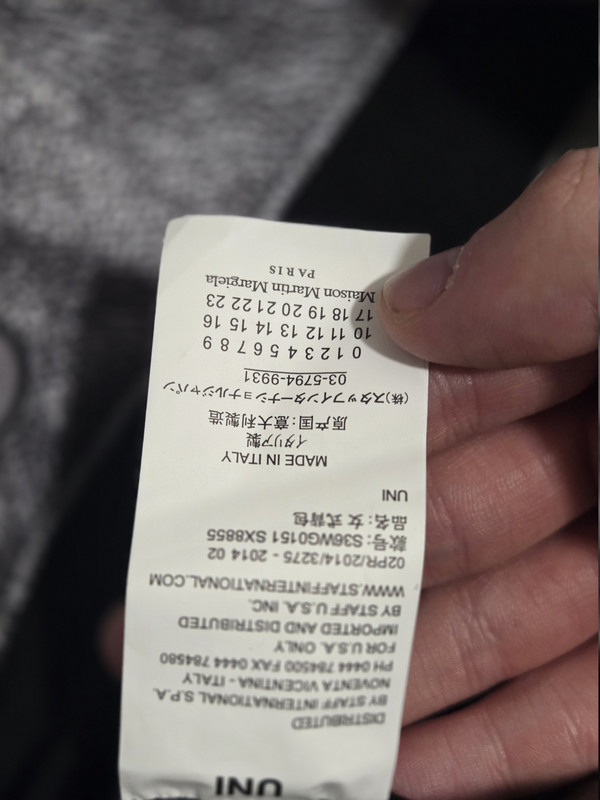 UNI
DISTRIBUTED
BY STAFF INTERNATIONAL S.P.A.
NOVENTA VICENTINA - ITALY
PH 0444 784500 FAX 0444 784580
FOR U.S.A. ONLY
IMPORTED AND DISTRIBUTED
BY STAFF U.S.A. INC.
WWW.STAFFINTERNATIONAL.COM
02PR/2014/3275 - 2014 02
款号: S36WG0151 SX8855
品名: 女 式背包
UNI
MADE IN ITALY
イタリア製
原产国: 意大利製造
(株)スタッフインターナショナルジャパン
03-5794-9931
0 1 2 3 4 5 6 7 8 9
10 11 12 13 14 15 16
17 18 19 20 21 22 23
Maison Martin Margiela
PARIS